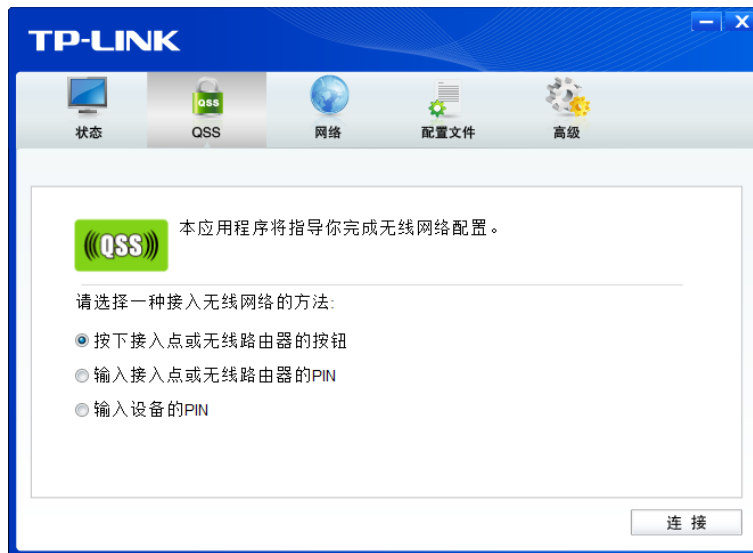 TP-LINK
QSS
状态 QSS 网络 配置文件 高级
QSS 本应用程序将指导你完成无线网络配置。
请选择一种接入无线网络的方法:
按下接入点或无线路由器的按钮
输入接入点或无线路由器的PIN
输入设备的PIN
连 接